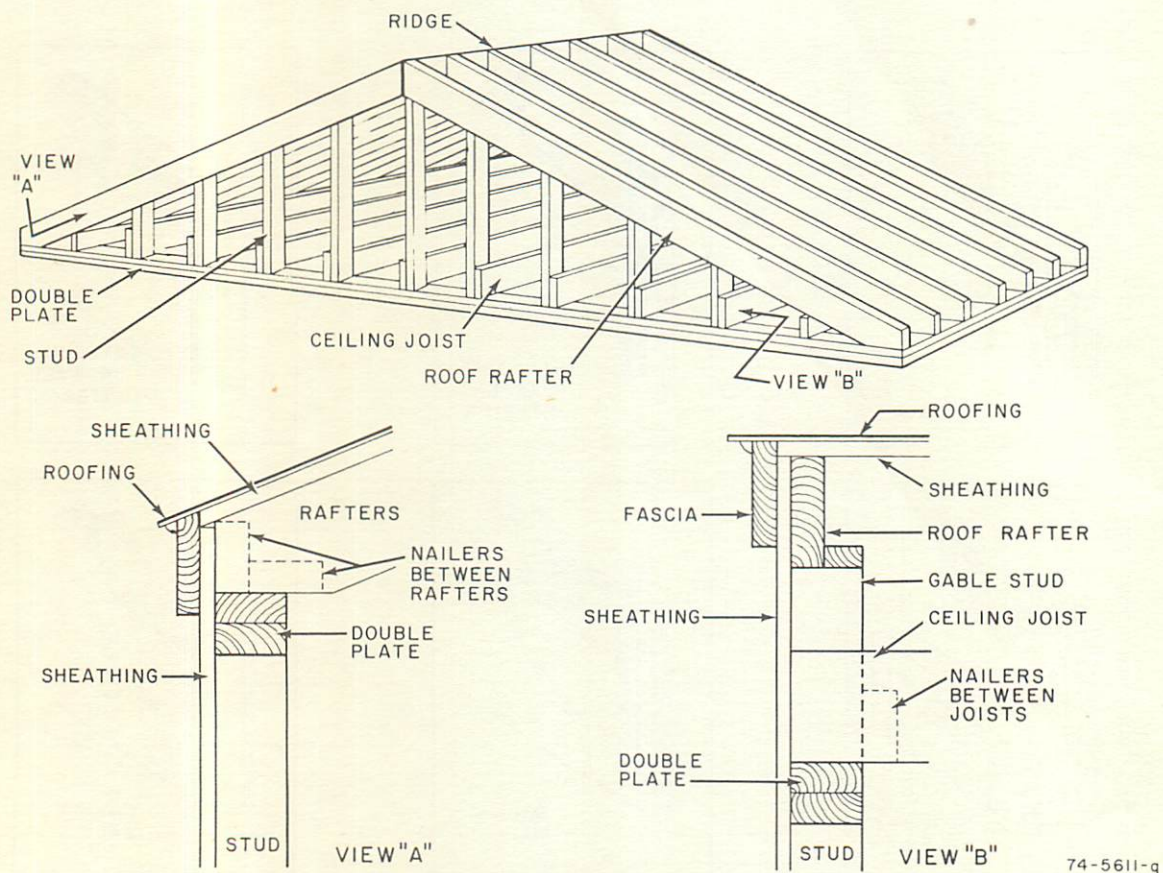 RIDGE
VIEW
"A"
DOUBLE
PLATE
STUD
CEILING JOIST
ROOF RAFTER
VIEW "B"
SHEATHING
ROOFING
RAFTERS
NAILERS
BETWEEN
RAFTERS
DOUBLE
PLATE
SHEATHING
STUD
VIEW "A"
ROOFING
SHEATHING
FASCIA
ROOF RAFTER
GABLE STUD
SHEATHING
CEILING JOIST
NAILERS
BETWEEN
JOISTS
DOUBLE
PLATE
STUD
VIEW "B"
74-5611-q